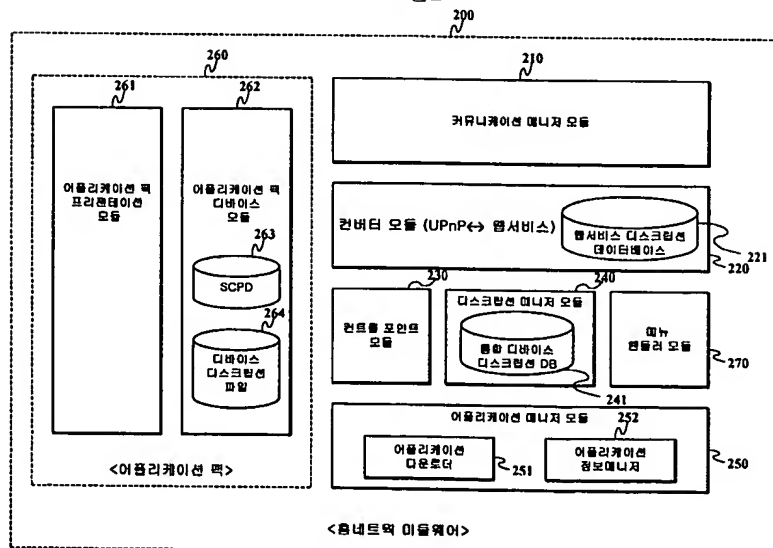 200
260
210
261
262
커뮤니케이션 매니저 모듈
어플리케이션 팩
프리젠테이션
모듈
어플리케이션 팩
디바이스
모듈
263
SCPD
264
디바이스
디스크립션
파일
컨버터 모듈 (UPnP↔ 웹서비스)
웹서비스 디스크립션
데이터베이스
221
220
230
240
컨트롤 포인트
모듈
디스크립션 매니저 모듈
통합 디바이스
디스크립션 DB
241
메뉴
핸들러 모듈
270
어플리케이션 매니저 모듈
252
어플리케이션
다운로더
251
어플리케이션
정보매니저
250
<어플리케이션 팩>
<홈네트웍 미들웨어>